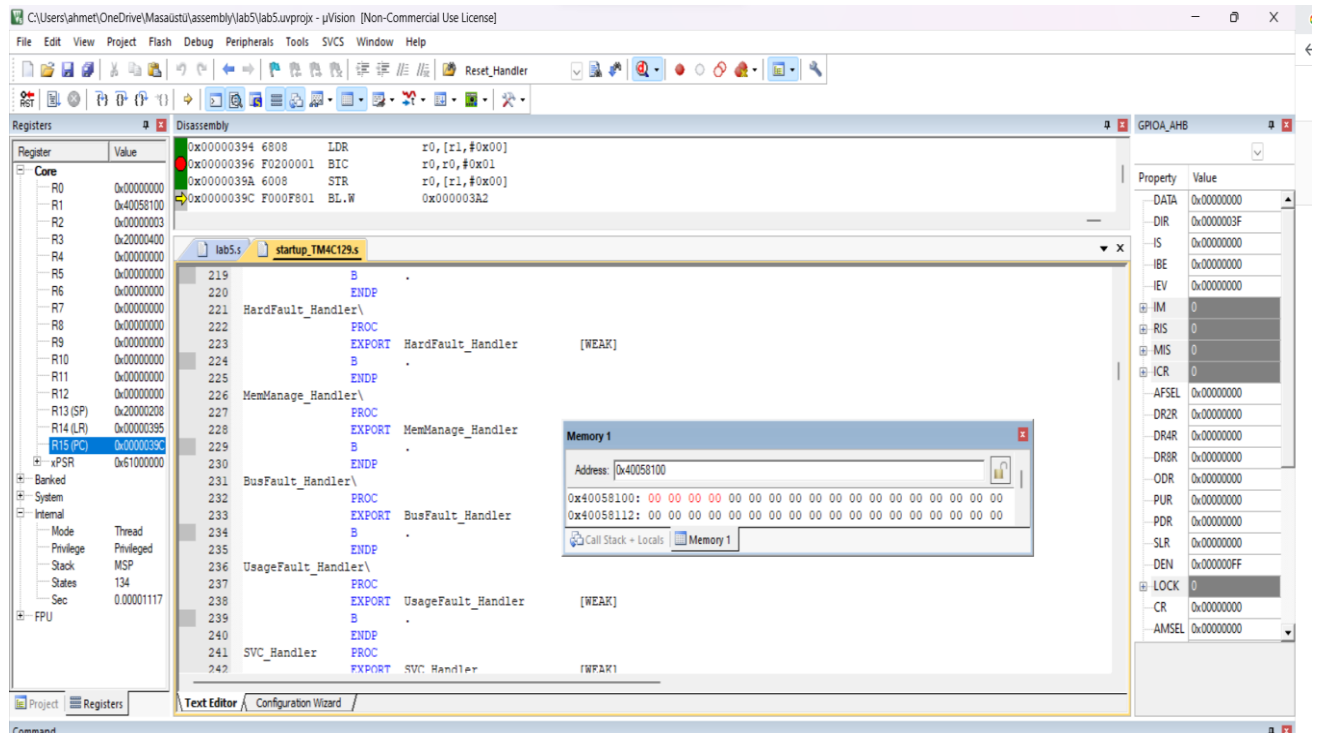 C:\Users\ahmet\OneDrive\Masaüstü\assembly\lab5\lab5.uvprojx - µVision [Non-Commercial Use License]
File Edit View Project Flash Debug Peripherals Tools SVCS Window Help
Reset_Handler
RST
Registers
Register Value
Core
R0 0x00000000
R1 0x40058100
R2 0x00000003
R3 0x20000400
R4 0x00000000
R5 0x00000000
R6 0x00000000
R7 0x00000000
R8 0x00000000
R9 0x00000000
R10 0x00000000
R11 0x00000000
R12 0x00000000
R13 (SP) 0x20000208
R14 (LR) 0x00000395
R15 (PC) 0x0000039C
xPSR 0x61000000
Banked
System
Internal
Mode Thread
Privilege Privileged
Stack MSP
States 134
Sec 0.00001117
FPU
Project Registers
Disassembly
0x00000394 6808 LDR r0,[r1,#0x00]
0x00000396 F0200001 BIC r0,r0,#0x01
0x0000039A 6008 STR r0,[r1,#0x00]
0x0000039C F000F801 BL.W 0x000003A2
lab5.s startup_TM4C129.s
219 B .
220 ENDP
221 HardFault_Handler\
222 PROC
223 EXPORT HardFault_Handler [WEAK]
224 B .
225 ENDP
226 MemManage_Handler\
227 PROC
228 EXPORT MemManage_Handler
229 B .
230 ENDP
231 BusFault_Handler\
232 PROC
233 EXPORT BusFault_Handler
234 B .
235 ENDP
236 UsageFault_Handler\
237 PROC
238 EXPORT UsageFault_Handler [WEAK]
239 B .
240 ENDP
241 SVC_Handler PROC
242 EXPORT SVC_Handler [WEAK]
Text Editor Configuration Wizard
Memory 1
Address: 0x40058100
0x40058100: 00 00 00 00 00 00 00 00 00 00 00 00 00 00 00 00 00 00
0x40058112: 00 00 00 00 00 00 00 00 00 00 00 00 00 00 00 00 00 00
Call Stack + Locals Memory 1
GPIOA_AHB
Property Value
DATA 0x00000000
DIR 0x0000003F
IS 0x00000000
IBE 0x00000000
IEV 0x00000000
IM 0
RIS 0
MIS 0
ICR 0
AFSEL 0x00000000
DR2R 0x00000000
DR4R 0x00000000
DR8R 0x00000000
ODR 0x00000000
PUR 0x00000000
PDR 0x00000000
SLR 0x00000000
DEN 0x000000FF
LOCK 0
CR 0x00000000
AMSEL 0x00000000
Command